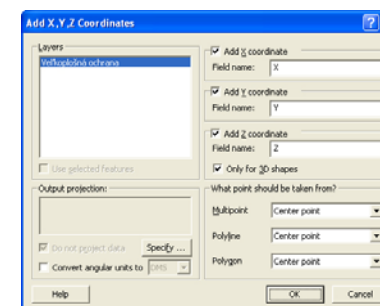 Add X,Y,Z Coordinates
Layers
Veľkoplošná ochrana
Use selected features
Output projection:
Do not project data
Specify ...
Convert angular units to
DMS
Add X coordinate
Field name:
X
Add Y coordinate
Field name:
Y
Add Z coordinate
Field name:
Z
Only for 3D shapes
What point should be taken from?
Multipoint
Center point
Polyline
Center point
Polygon
Center point
Help
OK
Cancel